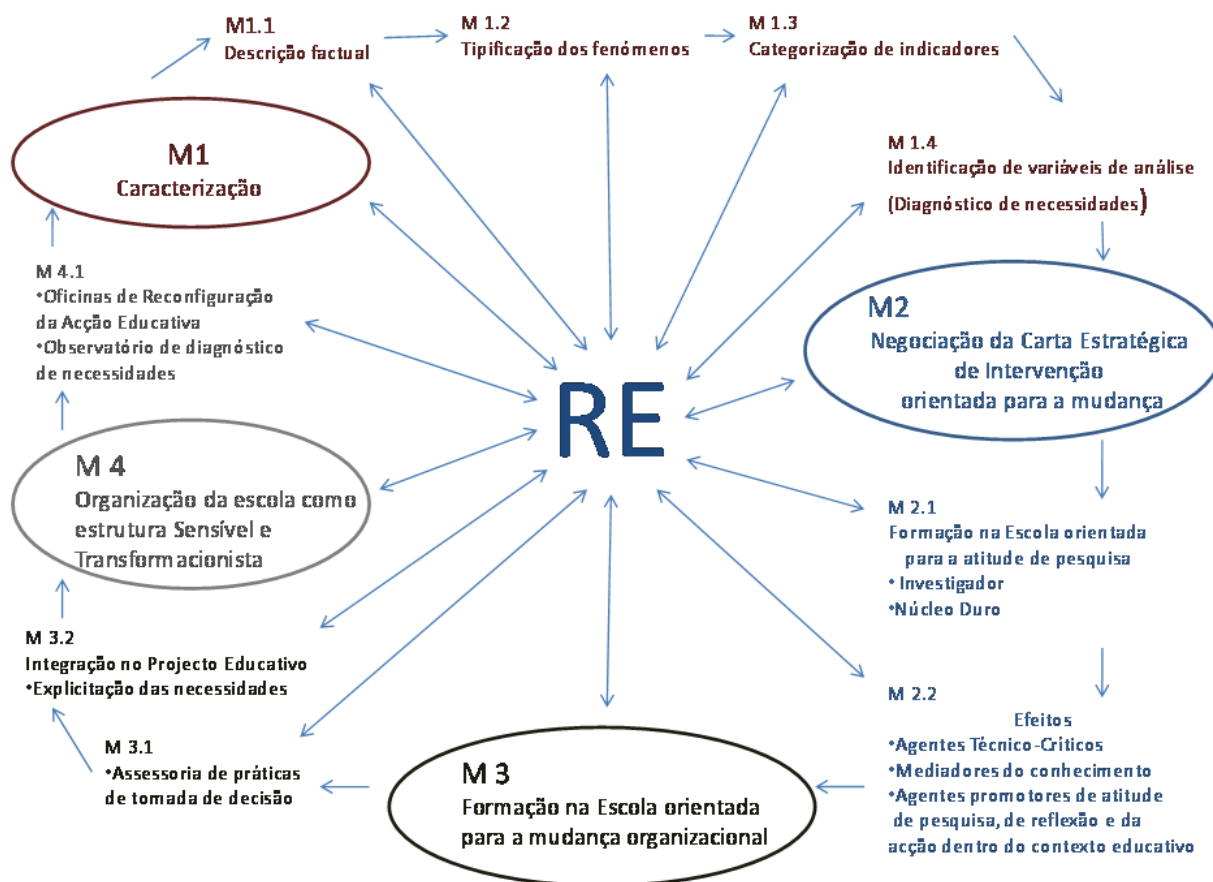 M1.1
Descrição factual
M 1.2
Tipificação dos fenómenos
M 1.3
Categorização de indicadores
M 1.4
Identificação de variáveis de análise
(Diagnóstico de necessidades)
M1
Caracterização
M2
Negociação da Carta Estratégica
de Intervenção
orientada para a mudança
M 4.1
•Oficinas de Reconfiguração
da Acção Educativa
•Observatório de diagnóstico
de necessidades
RE
M 4
Organização da escola como
estrutura Sensível e
Transformacionista
M 2.1
Formação na Escola orientada
para a atitude de pesquisa
• Investigador
•Núcleo Duro
M 3.2
Integração no Projecto Educativo
•Explicitação das necessidades
M 2.2
Efeitos
•Agentes Técnico-Críticos
•Mediadores do conhecimento
•Agentes promotores de atitude
de pesquisa, de reflexão e da
acção dentro do contexto educativo
M 3.1
•Assessoria de práticas
de tomada de decisão
M 3
Formação na Escola orientada
para a mudança organizacional